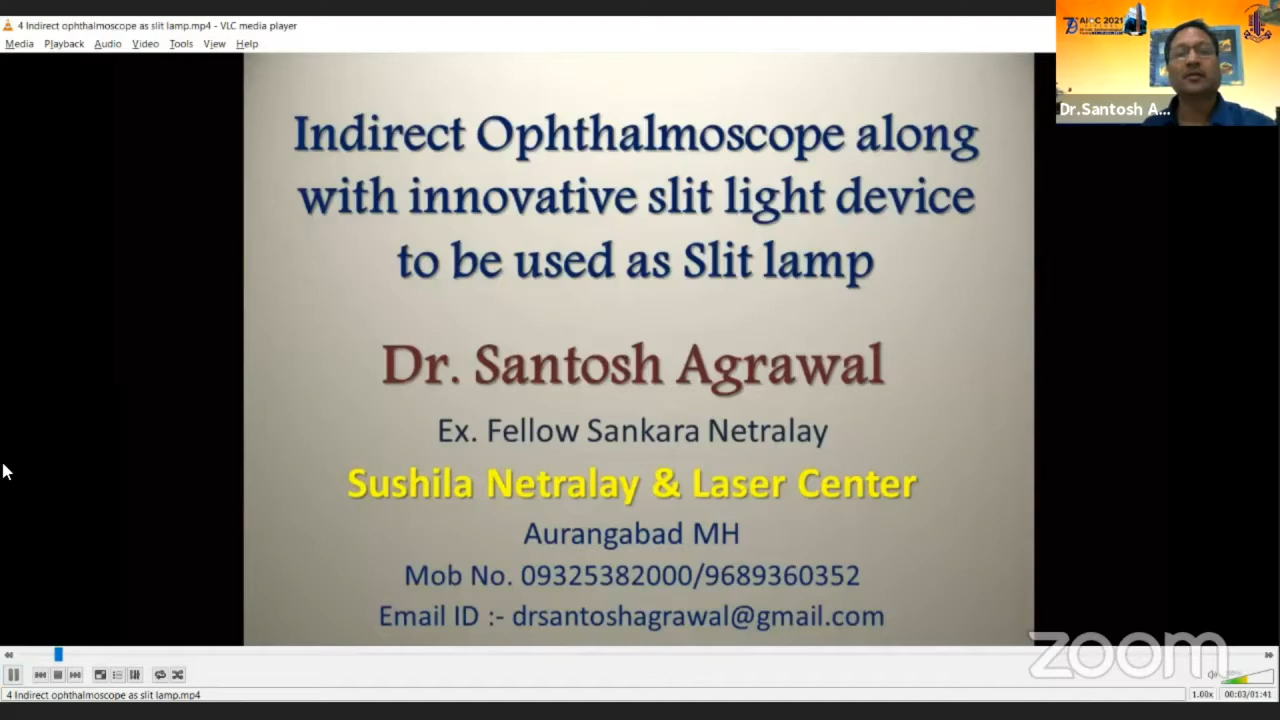 4 Indirect ophthalmoscope as slit lamp.mp4 - VLC media player
Media Playback Audio Video Tools View Help
AIOC 2021
Dr.Santosh A...
Indirect Ophthalmoscope along
with innovative slit light device
to be used as Slit lamp
Dr. Santosh Agrawal
Ex. Fellow Sankara Netralay
Sushila Netralay & Laser Center
Aurangabad MH
Mob No. 09325382000/9689360352
Email ID :- drsantoshagrawal@gmail.com
zoom
4 Indirect ophthalmoscope as slit lamp.mp4
1.00x 00:03/01:41